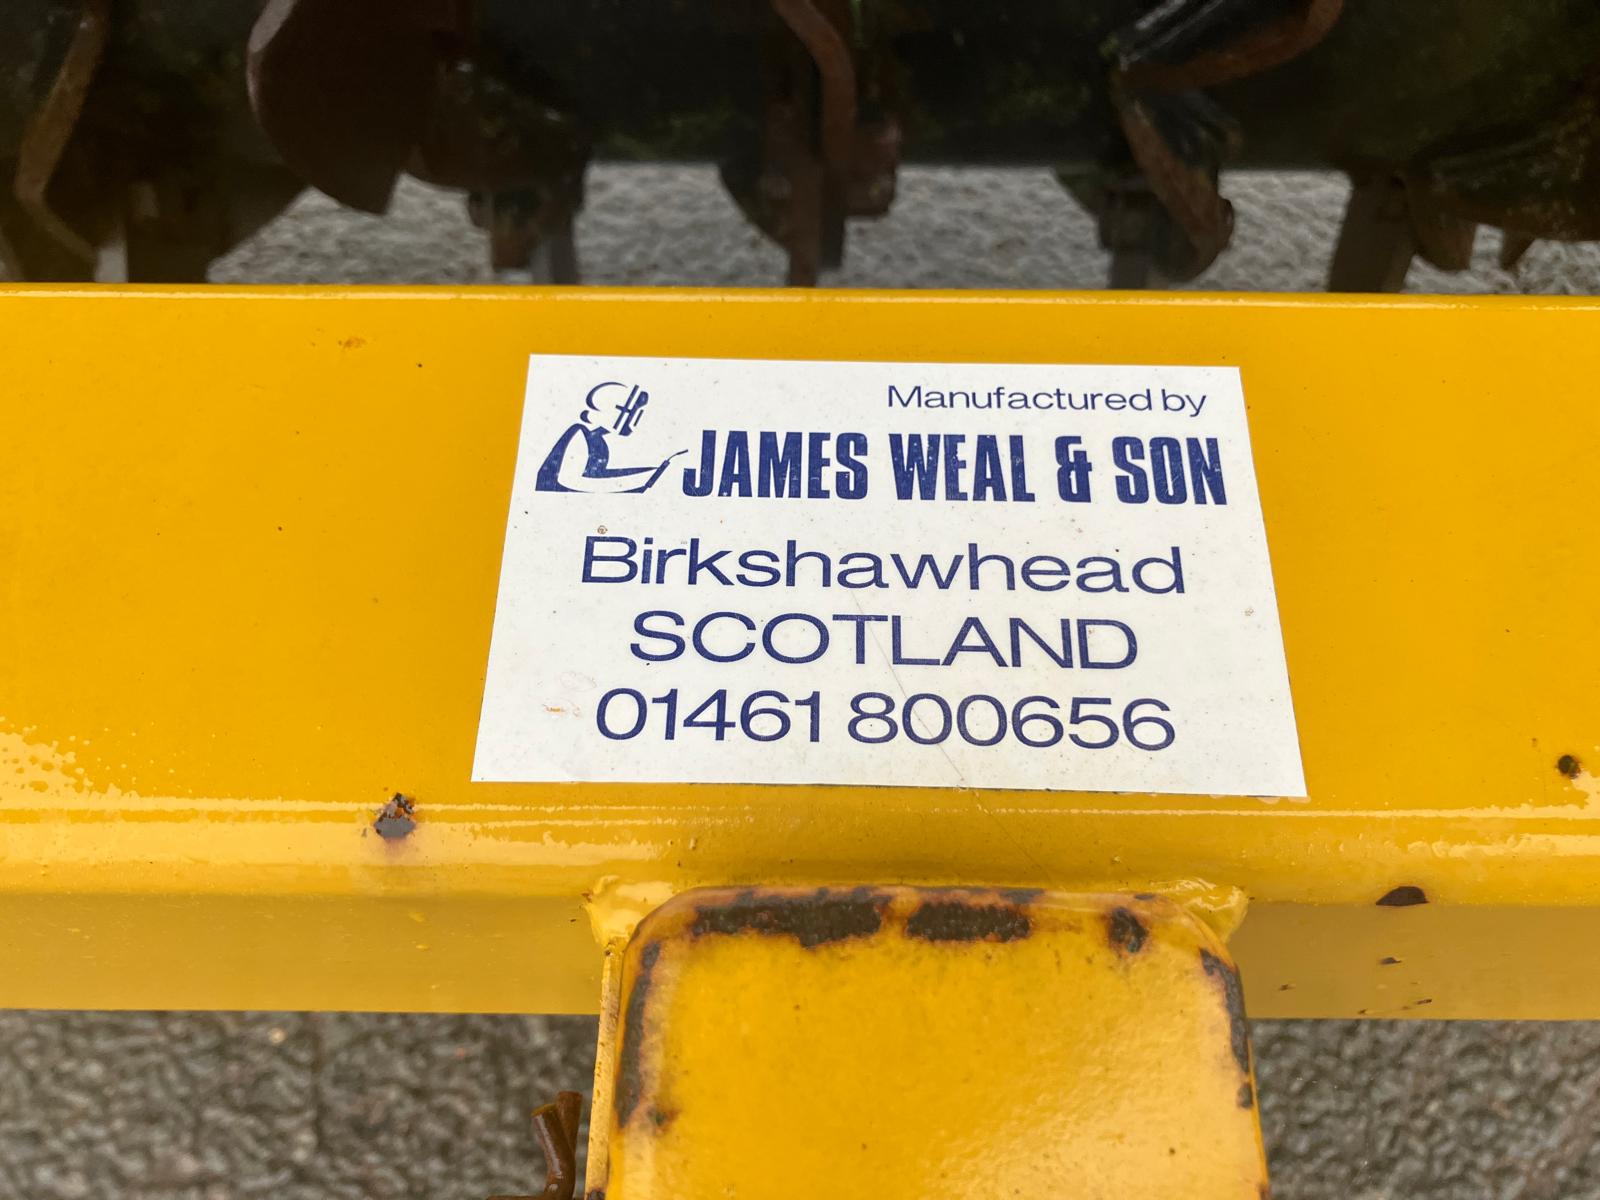 Manufactured by
JAMES WEAL & SON
Birkshawhead
SCOTLAND
01461 800656